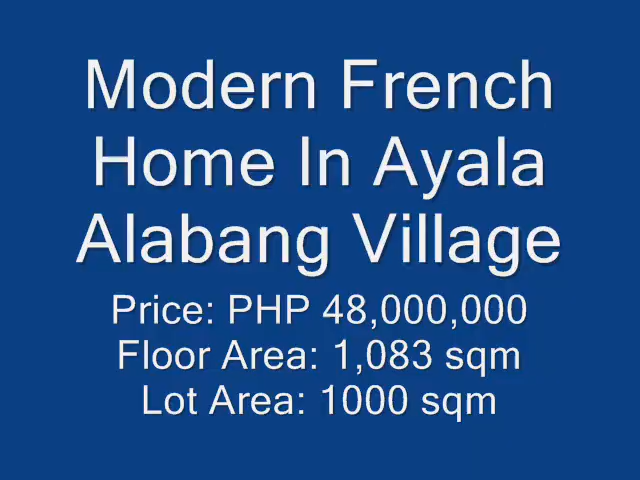 Modern French
Home In Ayala
Alabang Village
Price: PHP 48,000,000
Floor Area: 1,083 sqm
Lot Area: 1000 sqm